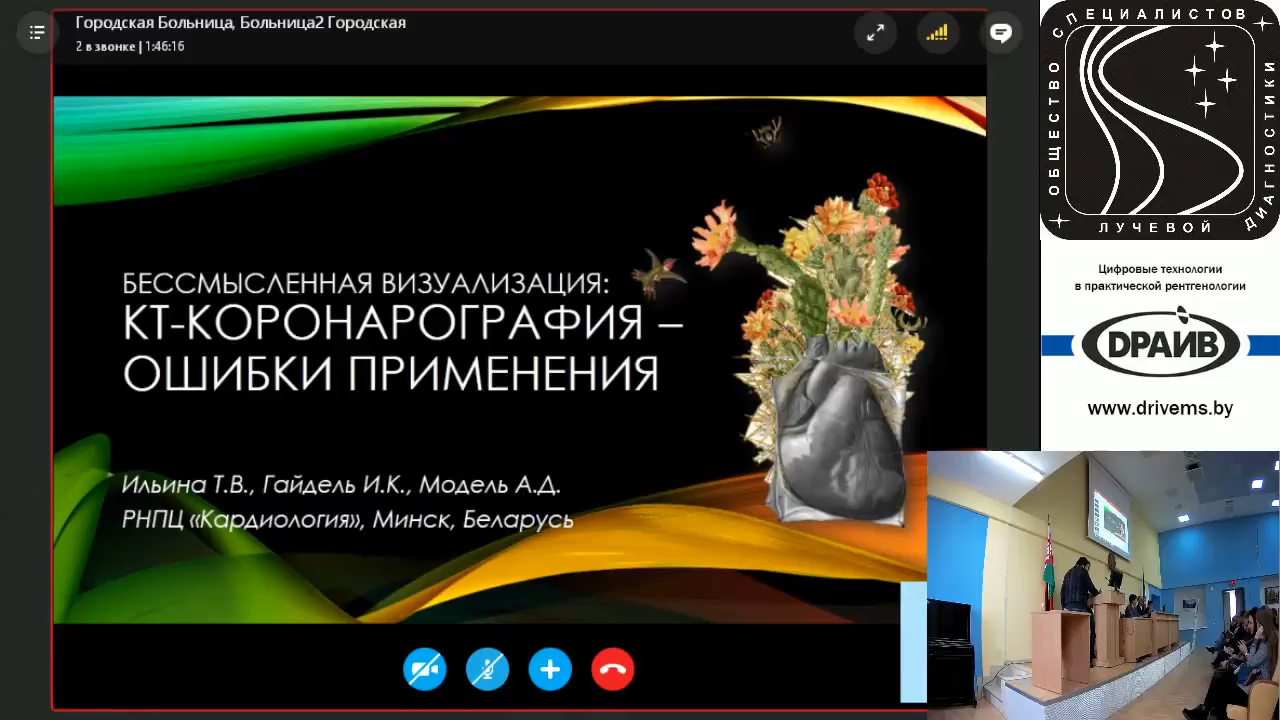 Городская Больница, Больница2 Городская
2 в звонке | 1:46:16
БЕССМЫСЛЕННАЯ ВИЗУАЛИЗАЦИЯ:
КТ-КОРОНАРОГРАФИЯ –
ОШИБКИ ПРИМЕНЕНИЯ
Ильина Т.В., Гайдель И.К., Модель А.Д.
РНПЦ «Кардиология», Минск, Беларусь
ОБЩЕСТВО СПЕЦИАЛИСТОВ
ЛУЧЕВОЙ ДИАГНОСТИКИ
Цифровые технологии
в практической рентгенологии
DРАЙВ
www.drivems.by